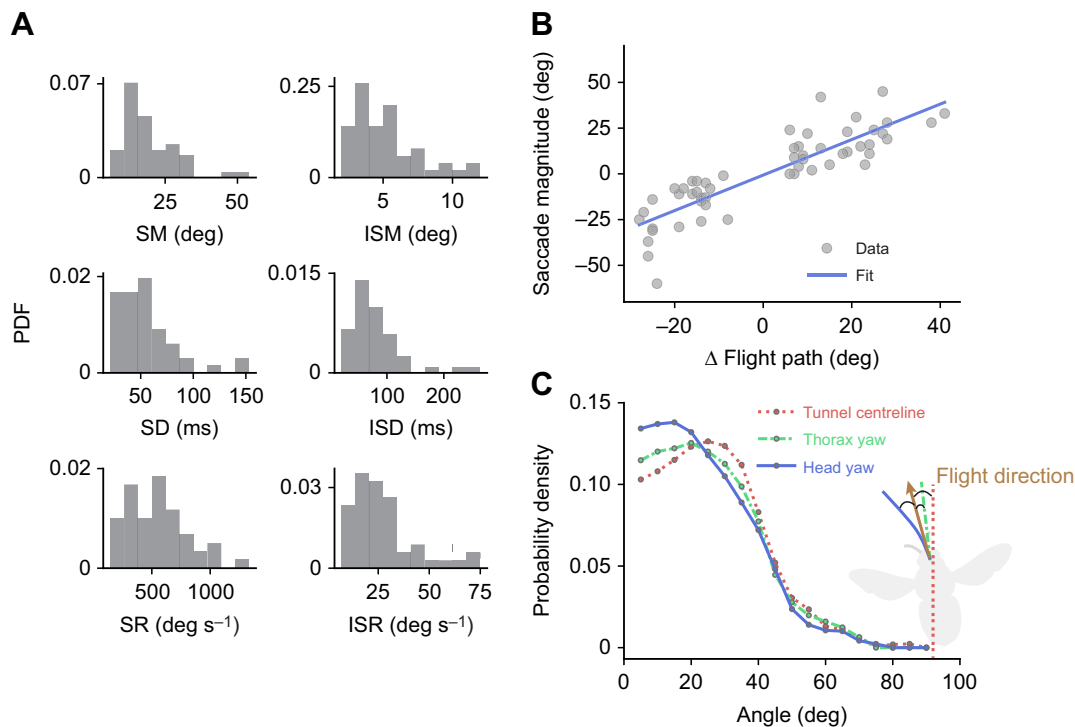 A
PDF
0.07
0
25
50
SM (deg)
0.25
0
5
10
ISM (deg)
0.02
0
50
100
150
SD (ms)
0.015
0
100
200
ISD (ms)
0.02
0
500
1000
SR (deg s–1)
0.03
0
25
50
75
ISR (deg s–1)
B
Saccade magnitude (deg)
50
25
0
–25
–50
Data
Fit
–20
0
20
40
Δ Flight path (deg)
C
Probability density
0.15
0.10
0.05
0
Tunnel centreline
Thorax yaw
Head yaw
Flight direction
0
20
40
60
80
100
Angle (deg)